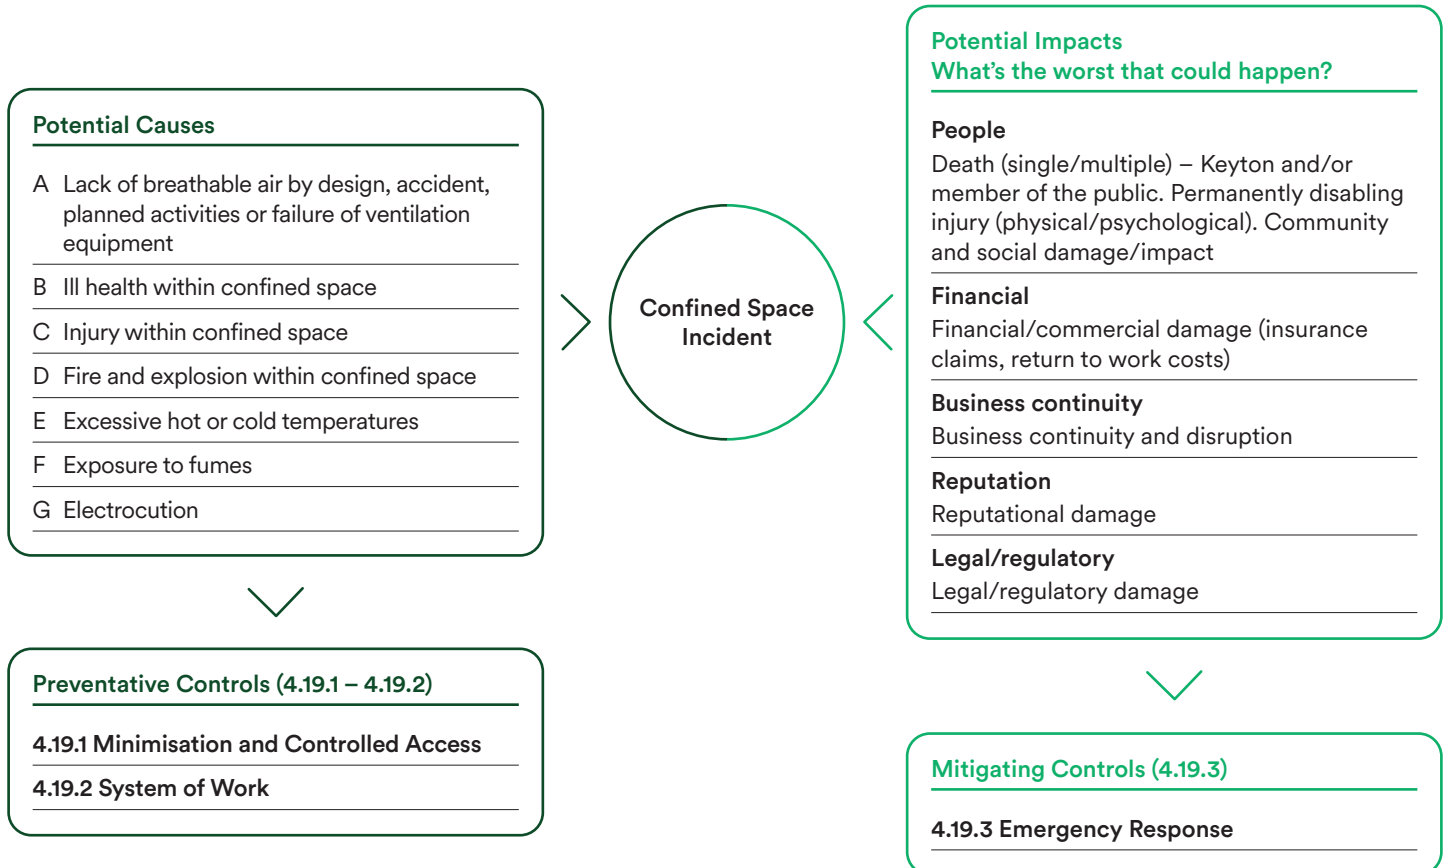 Potential Causes
A Lack of breathable air by design, accident,
planned activities or failure of ventilation
equipment
B Ill health within confined space
C Injury within confined space
D Fire and explosion within confined space
E Excessive hot or cold temperatures
F Exposure to fumes
G Electrocution
Preventative Controls (4.19.1 – 4.19.2)
4.19.1 Minimisation and Controlled Access
4.19.2 System of Work
Confined Space
Incident
Potential Impacts
What’s the worst that could happen?
People
Death (single/multiple) – Keyton and/or
member of the public. Permanently disabling
injury (physical/psychological). Community
and social damage/impact
Financial
Financial/commercial damage (insurance
claims, return to work costs)
Business continuity
Business continuity and disruption
Reputation
Reputational damage
Legal/regulatory
Legal/regulatory damage
Mitigating Controls (4.19.3)
4.19.3 Emergency Response